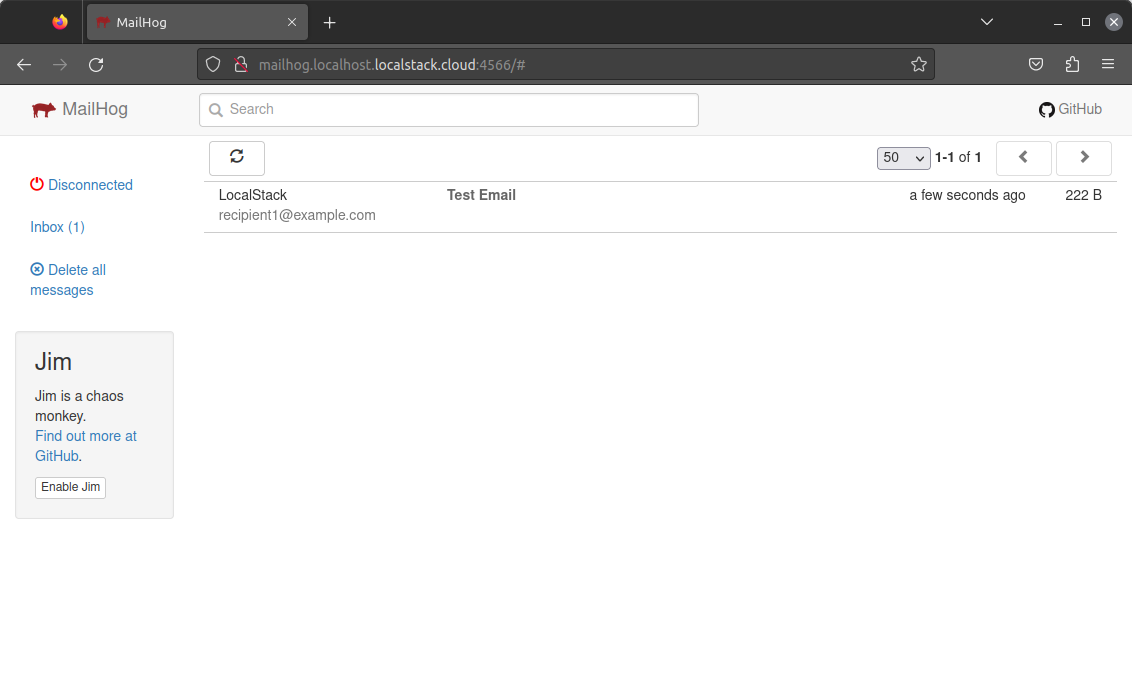 MailHog
mailhog.localhost.localstack.cloud:4566/#
MailHog
Search
GitHub
50
1-1 of 1
Disconnected
LocalStack
Test Email
a few seconds ago
222 B
recipient1@example.com
Inbox (1)
Delete all
messages
Jim
Jim is a chaos
monkey.
Find out more at
GitHub.
Enable Jim